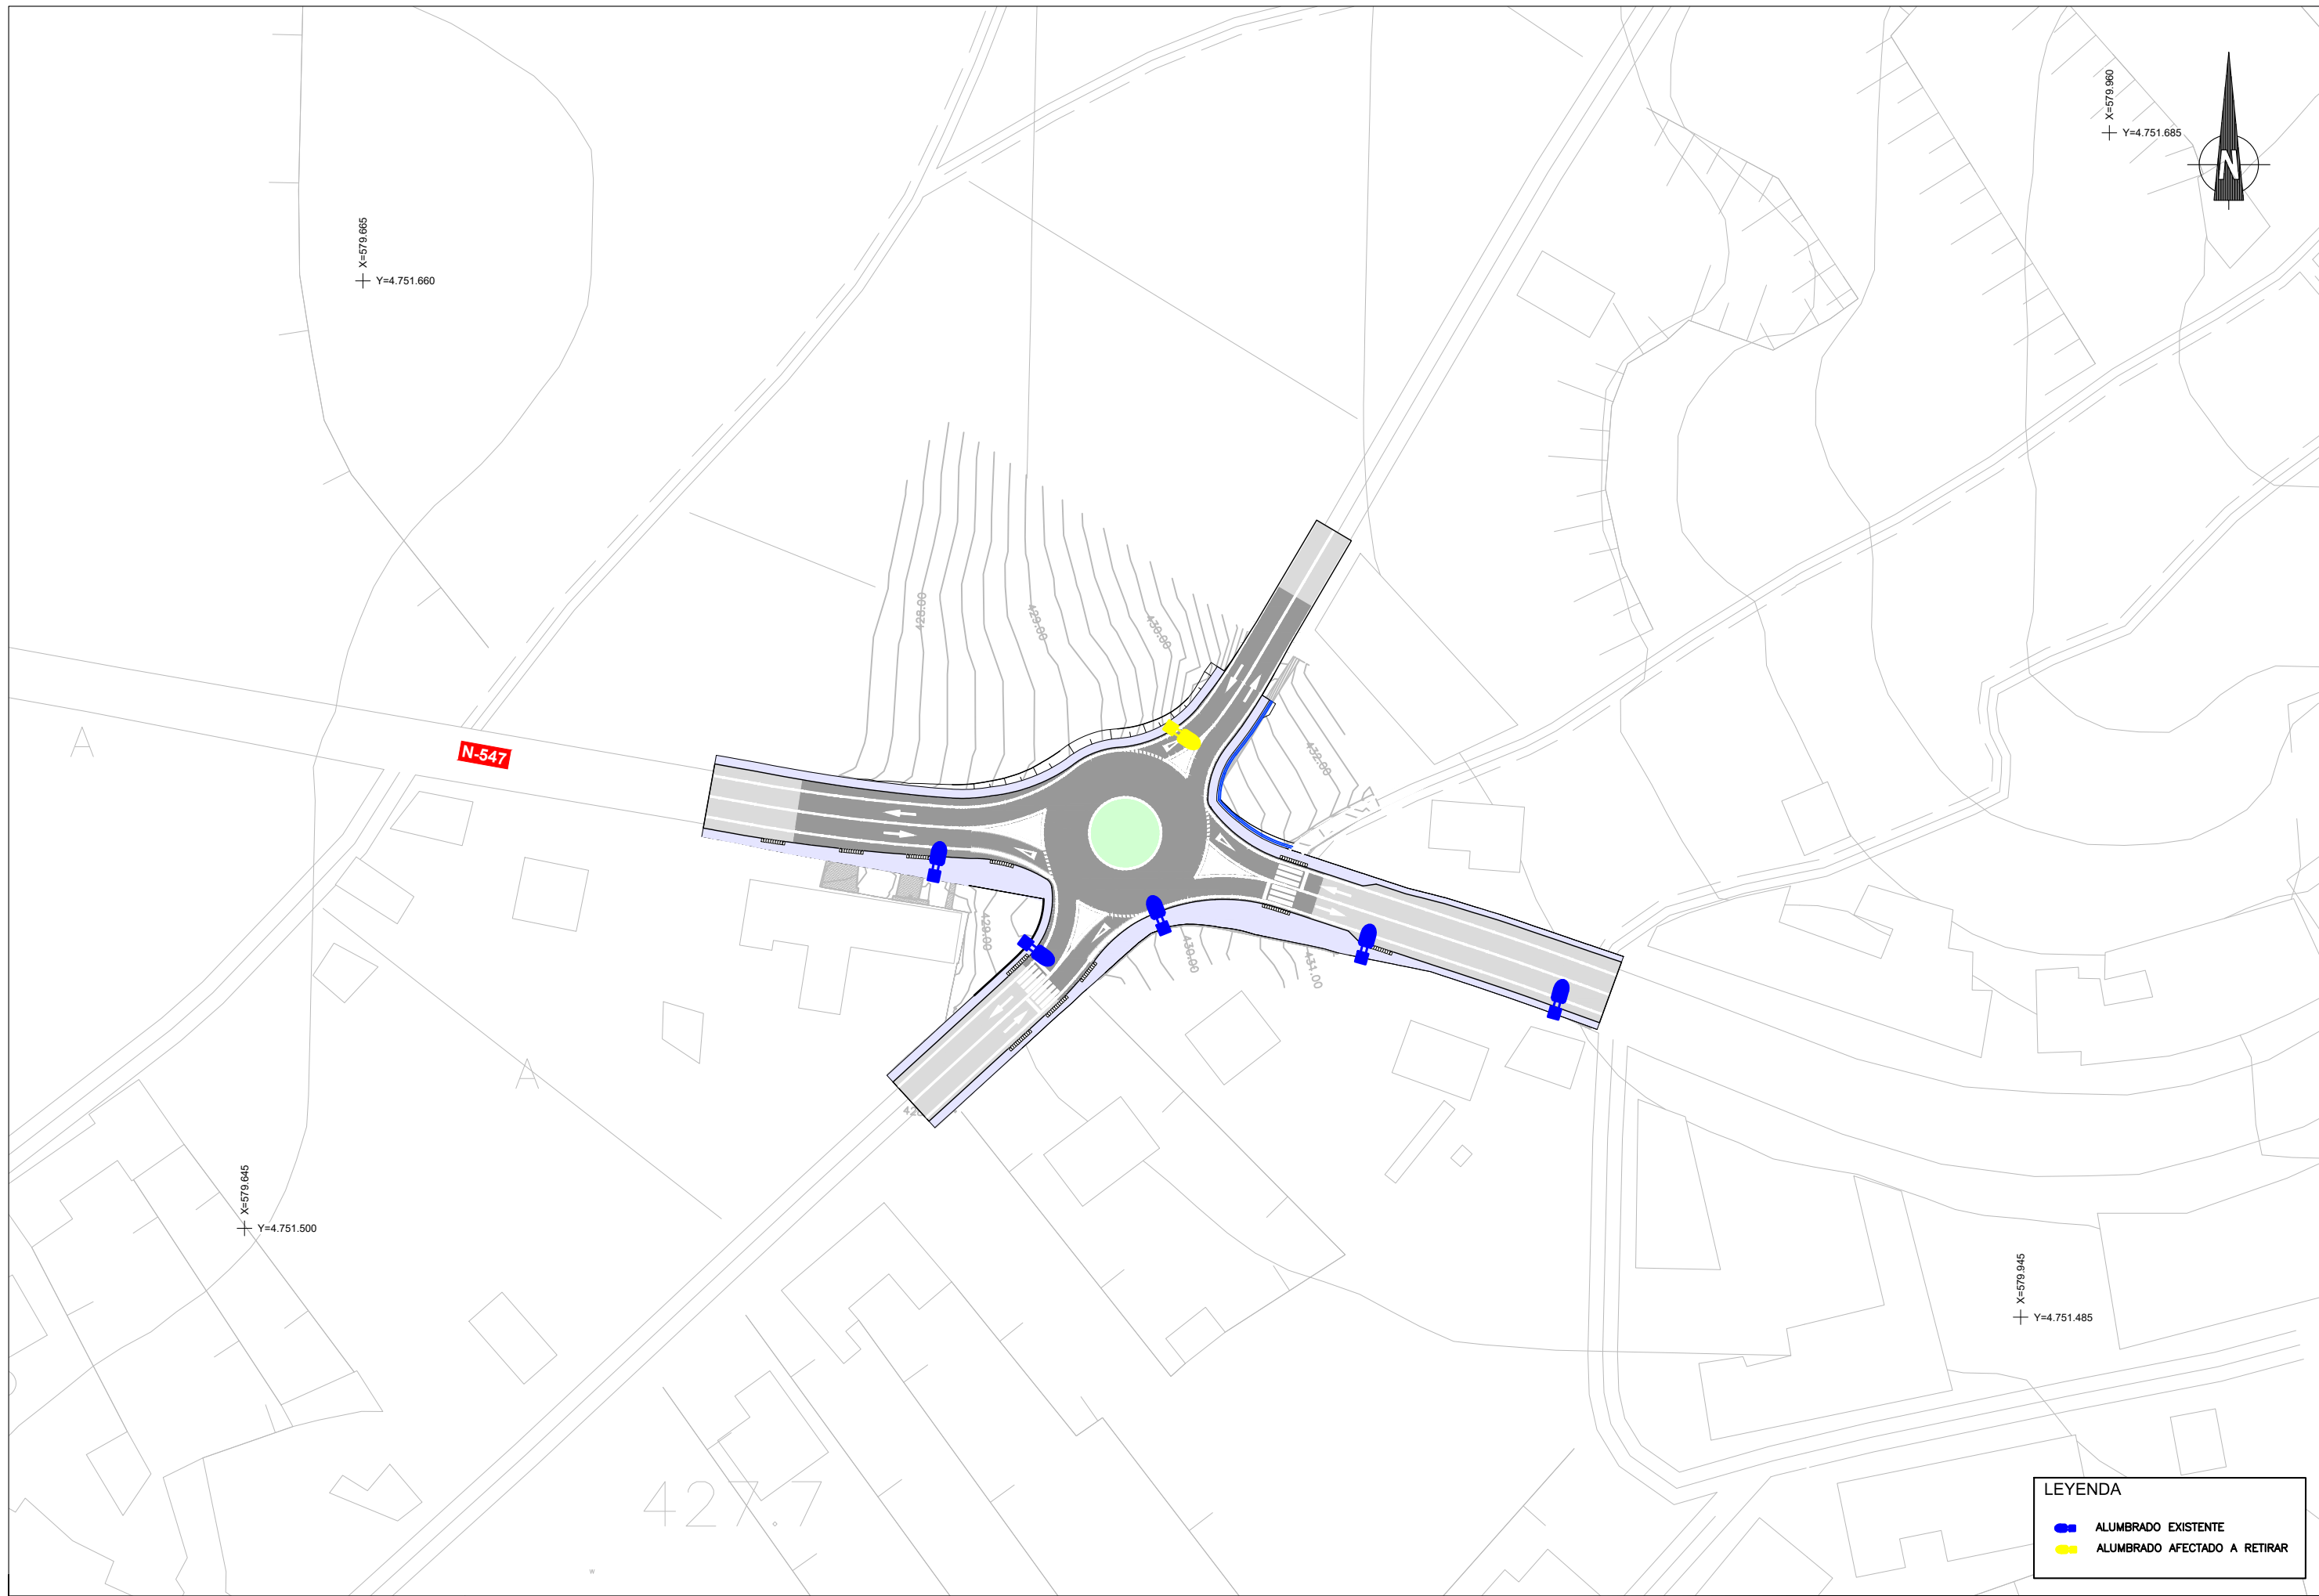 X=579.960
Y=4.751.685
N
X=579.665
Y=4.751.660
428.00
429.00
430.00
432.00
A
N-547
429.00
430.00
431.00
A
X=579.645
Y=4.751.500
X=579.945
Y=4.751.485
427.7
LEYENDA
ALUMBRADO EXISTENTE
ALUMBRADO AFECTADO A RETIRAR